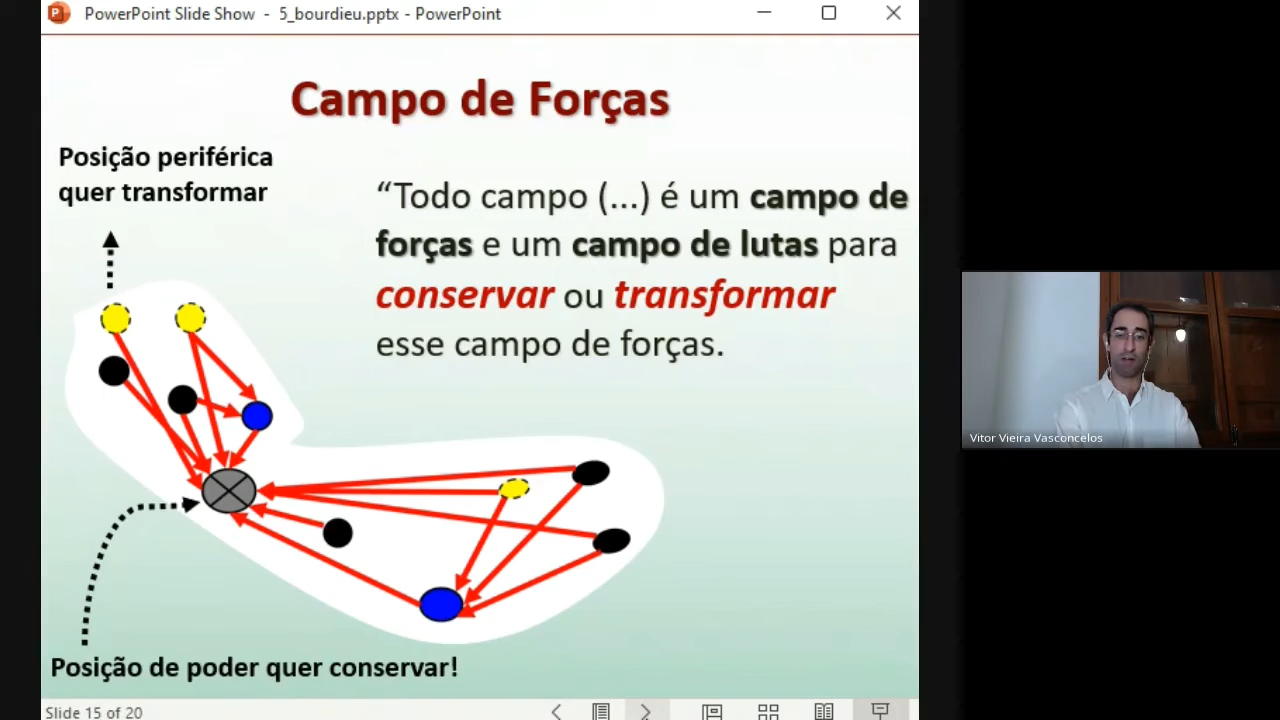 PowerPoint Slide Show - 5_bourdieu.pptx - PowerPoint
Campo de Forças
Posição periférica
quer transformar
“Todo campo (...) é um campo de
forças e um campo de lutas para
conservar ou transformar
esse campo de forças.
Vitor Vieira Vasconcelos
Posição de poder quer conservar!
Slide 15 of 20